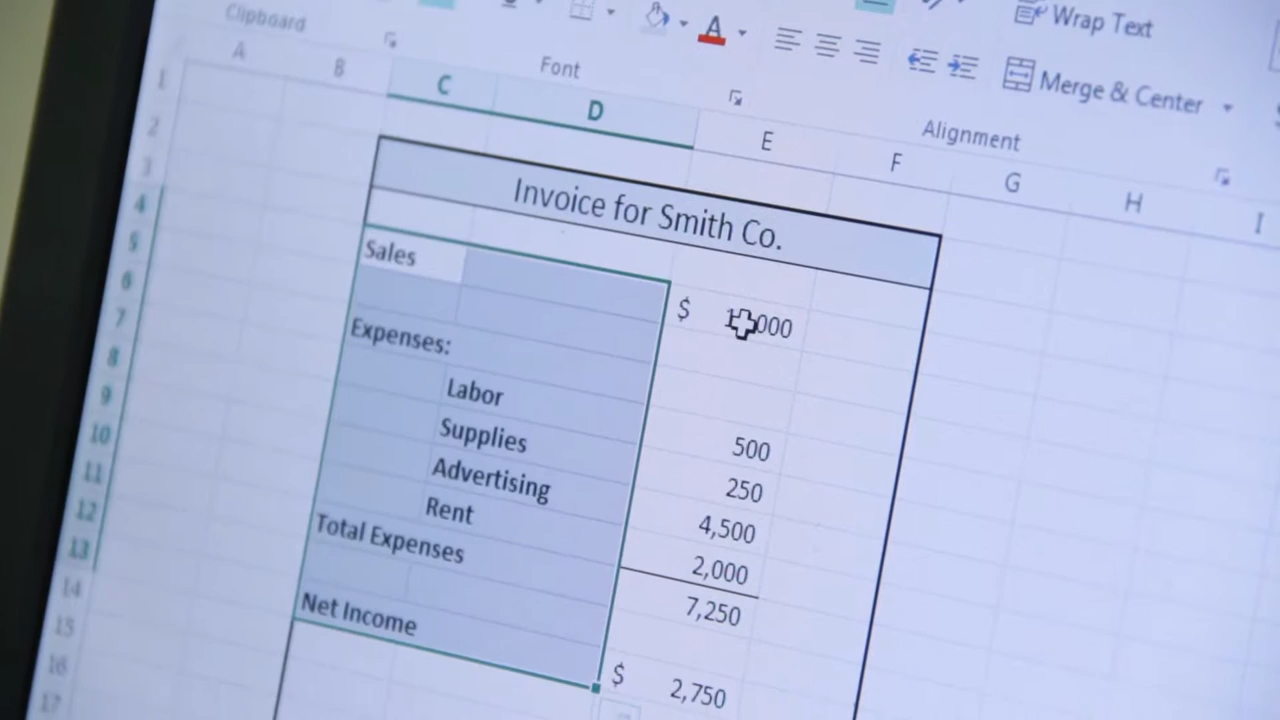 Clipboard
Font
Wrap Text
Merge & Center
Alignment
A B C D E F G H I
1
2
3
4 Invoice for Smith Co.
5
6 Sales $
7
8 Expenses:
9 Labor 500
10 Supplies 250
11 Advertising 4,500
12 Rent 2,000
13 Total Expenses 7,250
14
15 Net Income $ 2,750
16
17